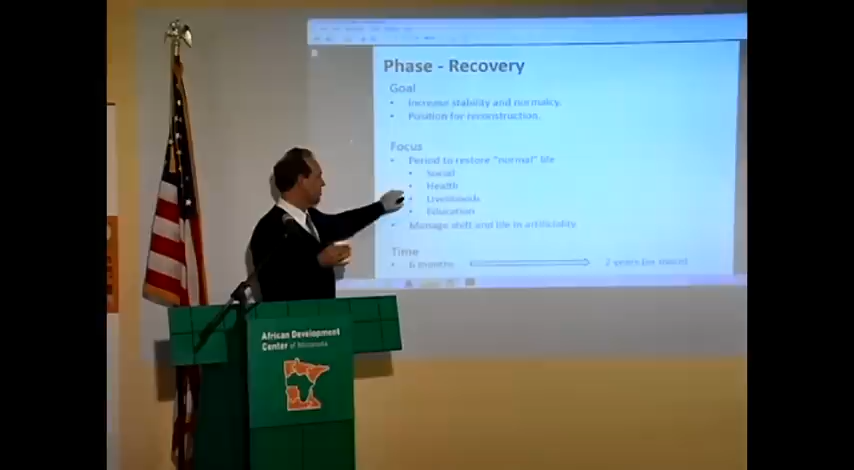 Phase - Recovery
Goal
• Increase stability and normalcy.
• Position for reconstruction.
Focus
• Period to restore "normal" life
• Social
• Health
• Livelihoods
• Education
• Manage shift and life in artificiality
Time
• 6 months 2 years (or more)
African Development
Center of Minnesota